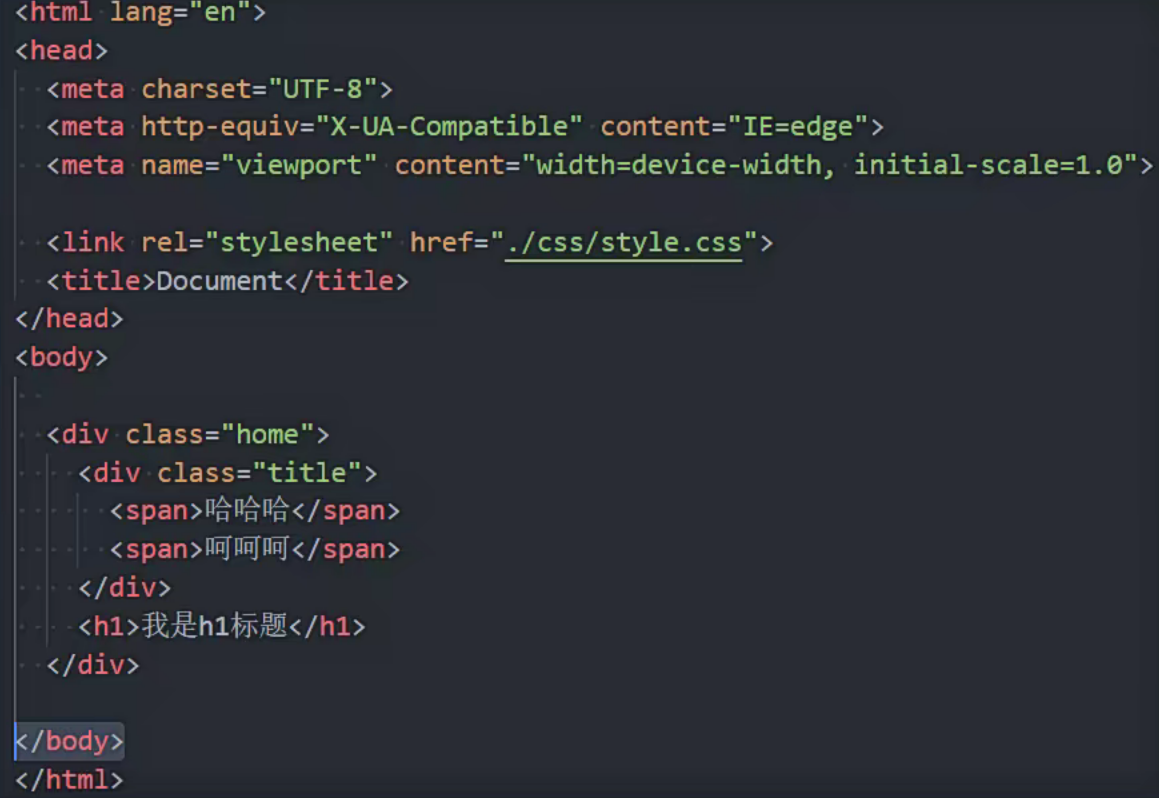 <html lang="en">
<head>
  <meta charset="UTF-8">
  <meta http-equiv="X-UA-Compatible" content="IE=edge">
  <meta name="viewport" content="width=device-width, initial-scale=1.0">

  <link rel="stylesheet" href="./css/style.css">
  <title>Document</title>
</head>
<body>

  <div class="home">
    <div class="title">
      <span>哈哈哈</span>
      <span>呵呵呵</span>
    </div>
    <h1>我是h1标题</h1>
  </div>

</body>
</html>